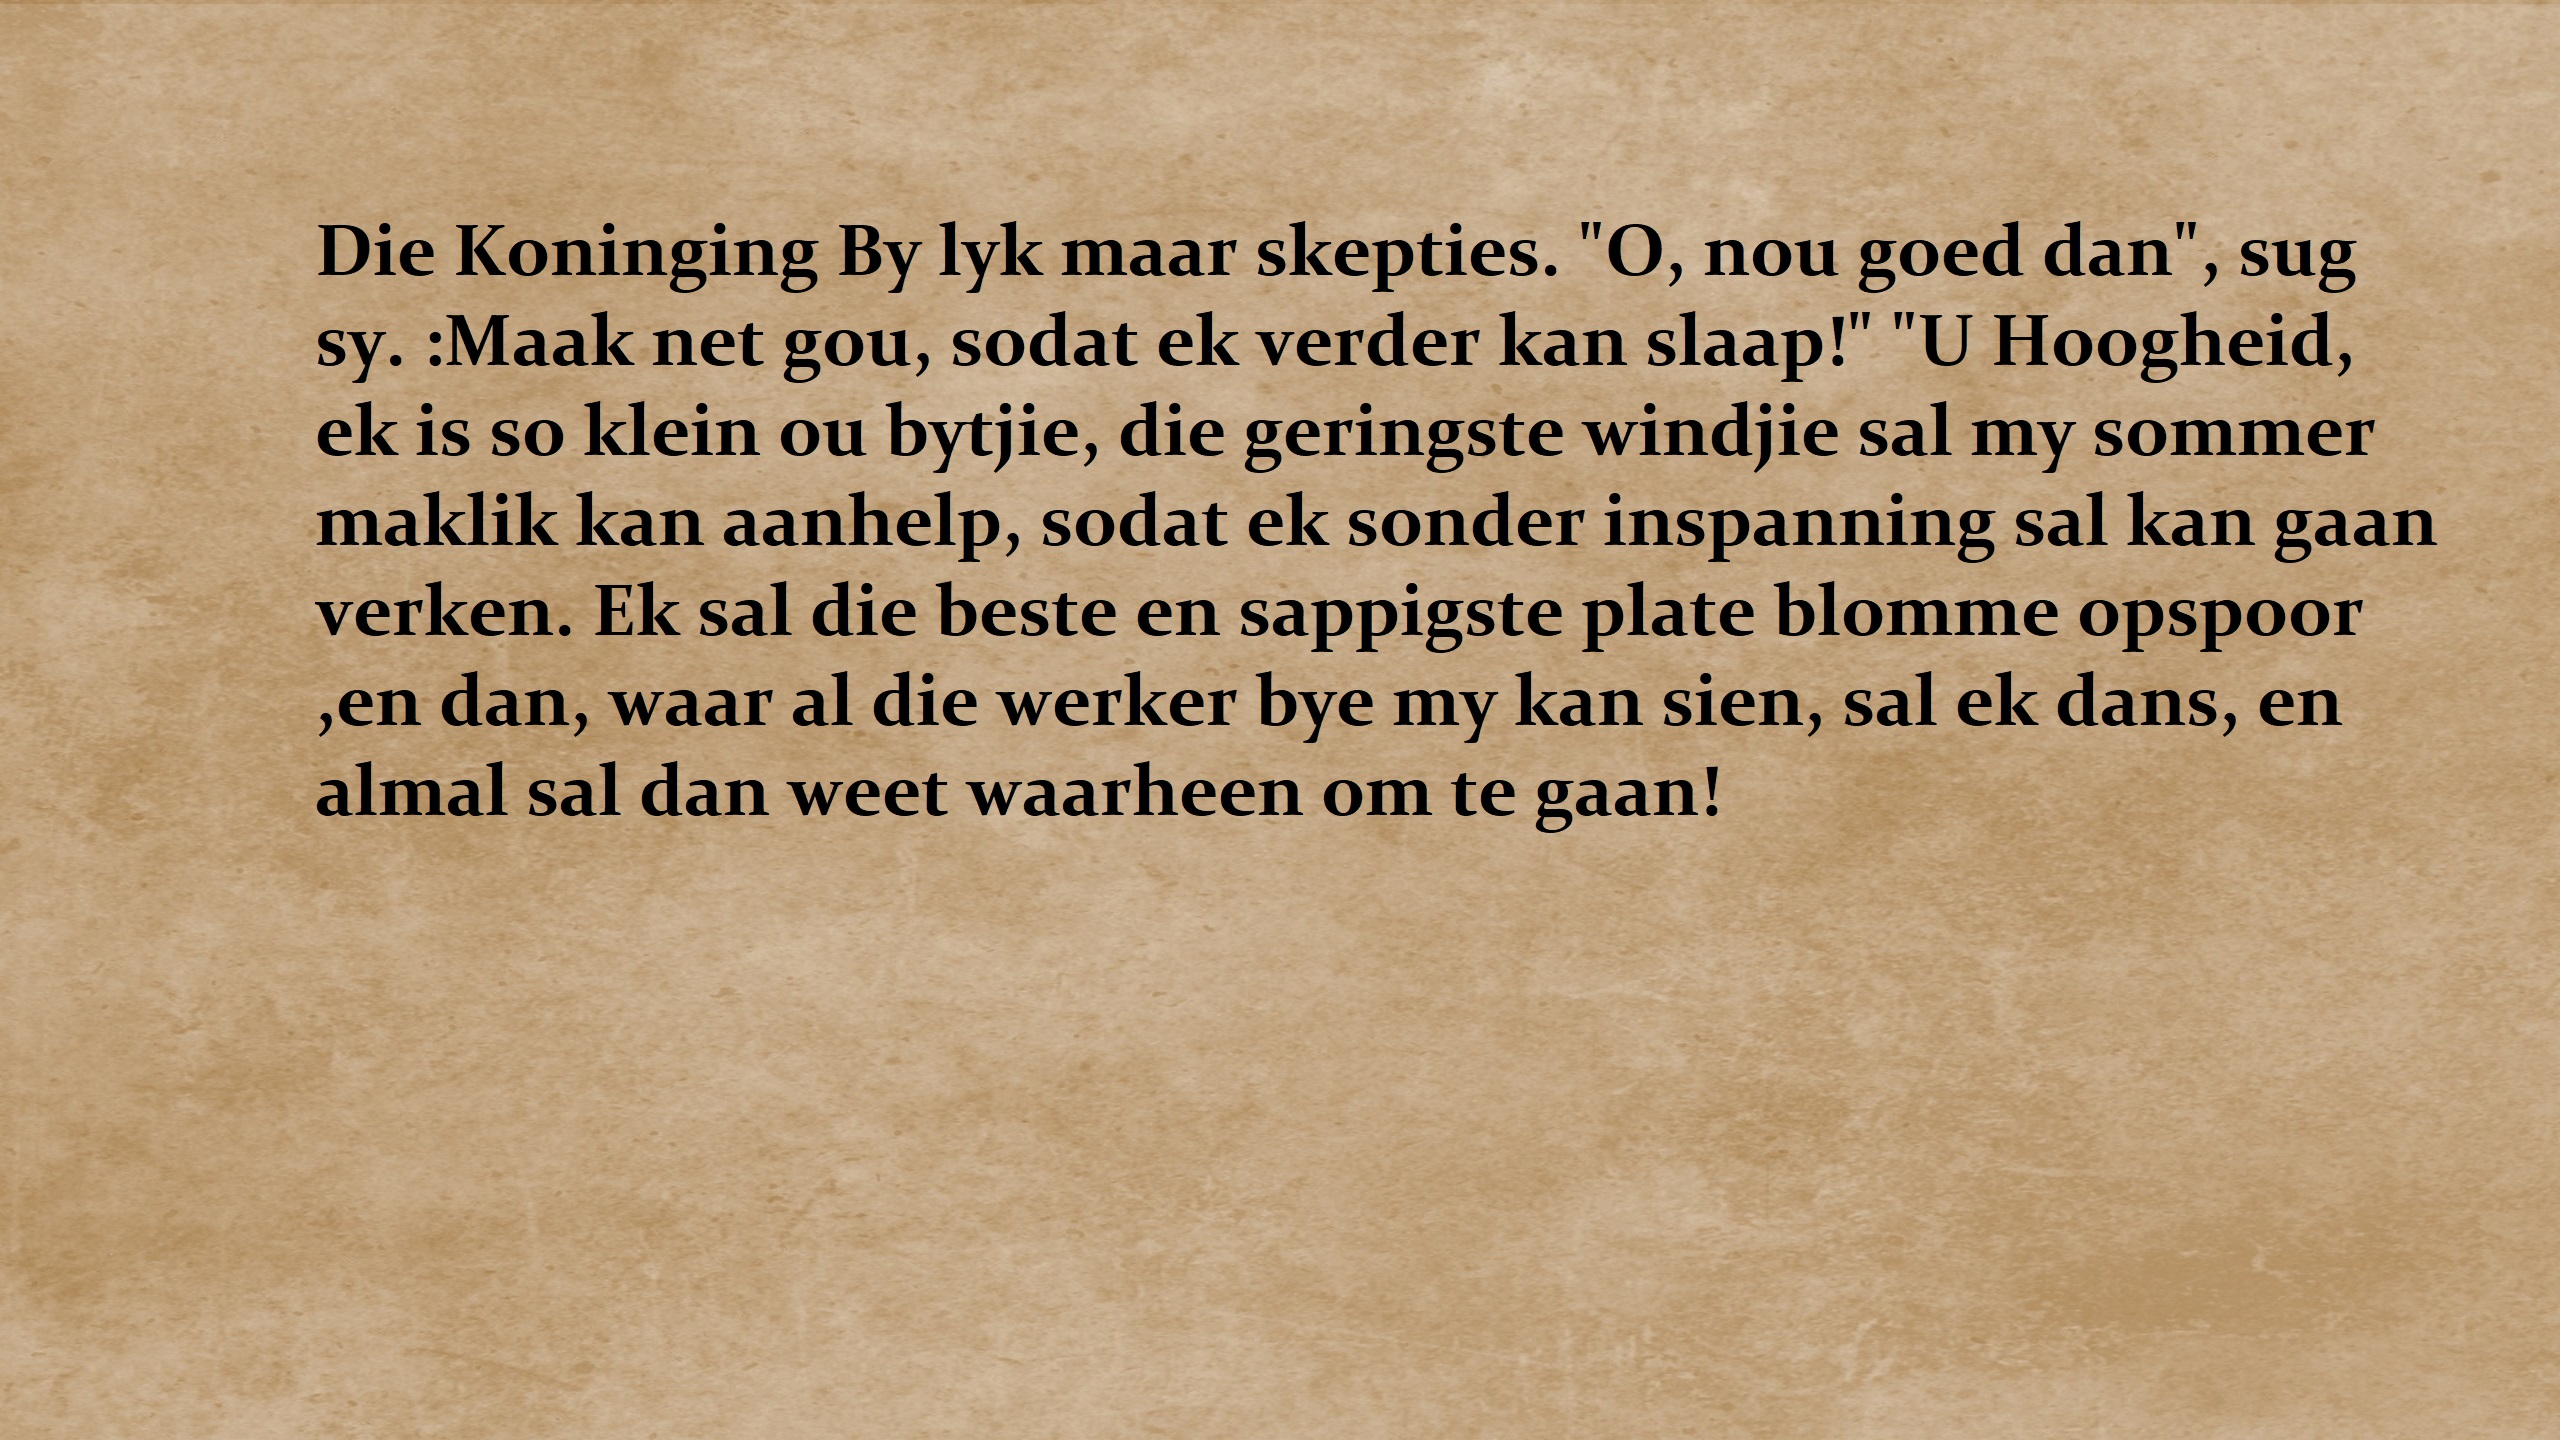 Die Koninging By lyk maar skepties. "O, nou goed dan", sug
sy. :Maak net gou, sodat ek verder kan slaap!" "U Hoogheid,
ek is so klein ou bytjie, die geringste windjie sal my sommer
maklik kan aanhelp, sodat ek sonder inspanning sal kan gaan
verken. Ek sal die beste en sappigste plate blomme opspoor
,en dan, waar al die werker bye my kan sien, sal ek dans, en
almal sal dan weet waarheen om te gaan!